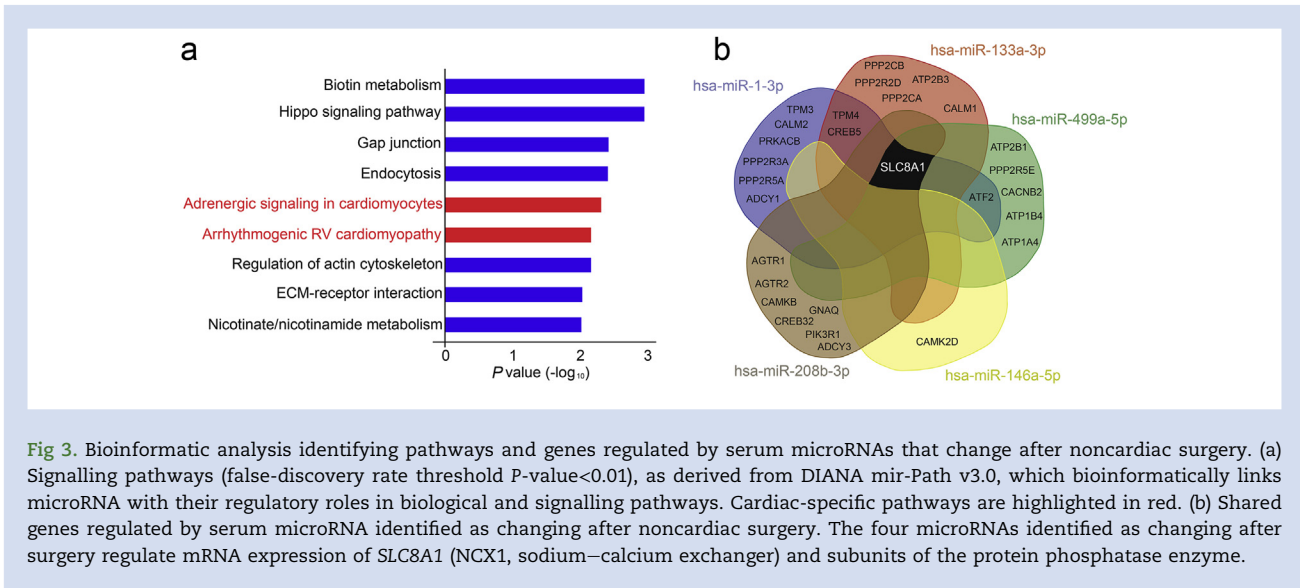 a
Biotin metabolism
Hippo signaling pathway
Gap junction
Endocytosis
Adrenergic signaling in cardiomyocytes
Arrhythmogenic RV cardiomyopathy
Regulation of actin cytoskeleton
ECM-receptor interaction
Nicotinate/nicotinamide metabolism
0 1 2 3
P value (-log₁₀)
b
hsa-miR-133a-3p
hsa-miR-1-3p
hsa-miR-499a-5p
hsa-miR-208b-3p
hsa-miR-146a-5p
PPP2CB
PPP2R2D
ATP2B3
PPP2CA
CALM1
TPM3
CALM2
PRKACB
PPP2R3A
PPP2R5A
ADCY1
TPM4
CREB5
SLC8A1
ATP2B1
PPP2R5E
CACNB2
ATF2
ATP1B4
ATP1A4
AGTR1
AGTR2
CAMKB
GNAQ
CREB32
PIK3R1
ADCY3
CAMK2D
Fig 3. Bioinformatic analysis identifying pathways and genes regulated by serum microRNAs that change after noncardiac surgery. (a)
Signalling pathways (false-discovery rate threshold P-value<0.01), as derived from DIANA mir-Path v3.0, which bioinformatically links
microRNA with their regulatory roles in biological and signalling pathways. Cardiac-specific pathways are highlighted in red. (b) Shared
genes regulated by serum microRNA identified as changing after noncardiac surgery. The four microRNAs identified as changing after
surgery regulate mRNA expression of SLC8A1 (NCX1, sodium–calcium exchanger) and subunits of the protein phosphatase enzyme.